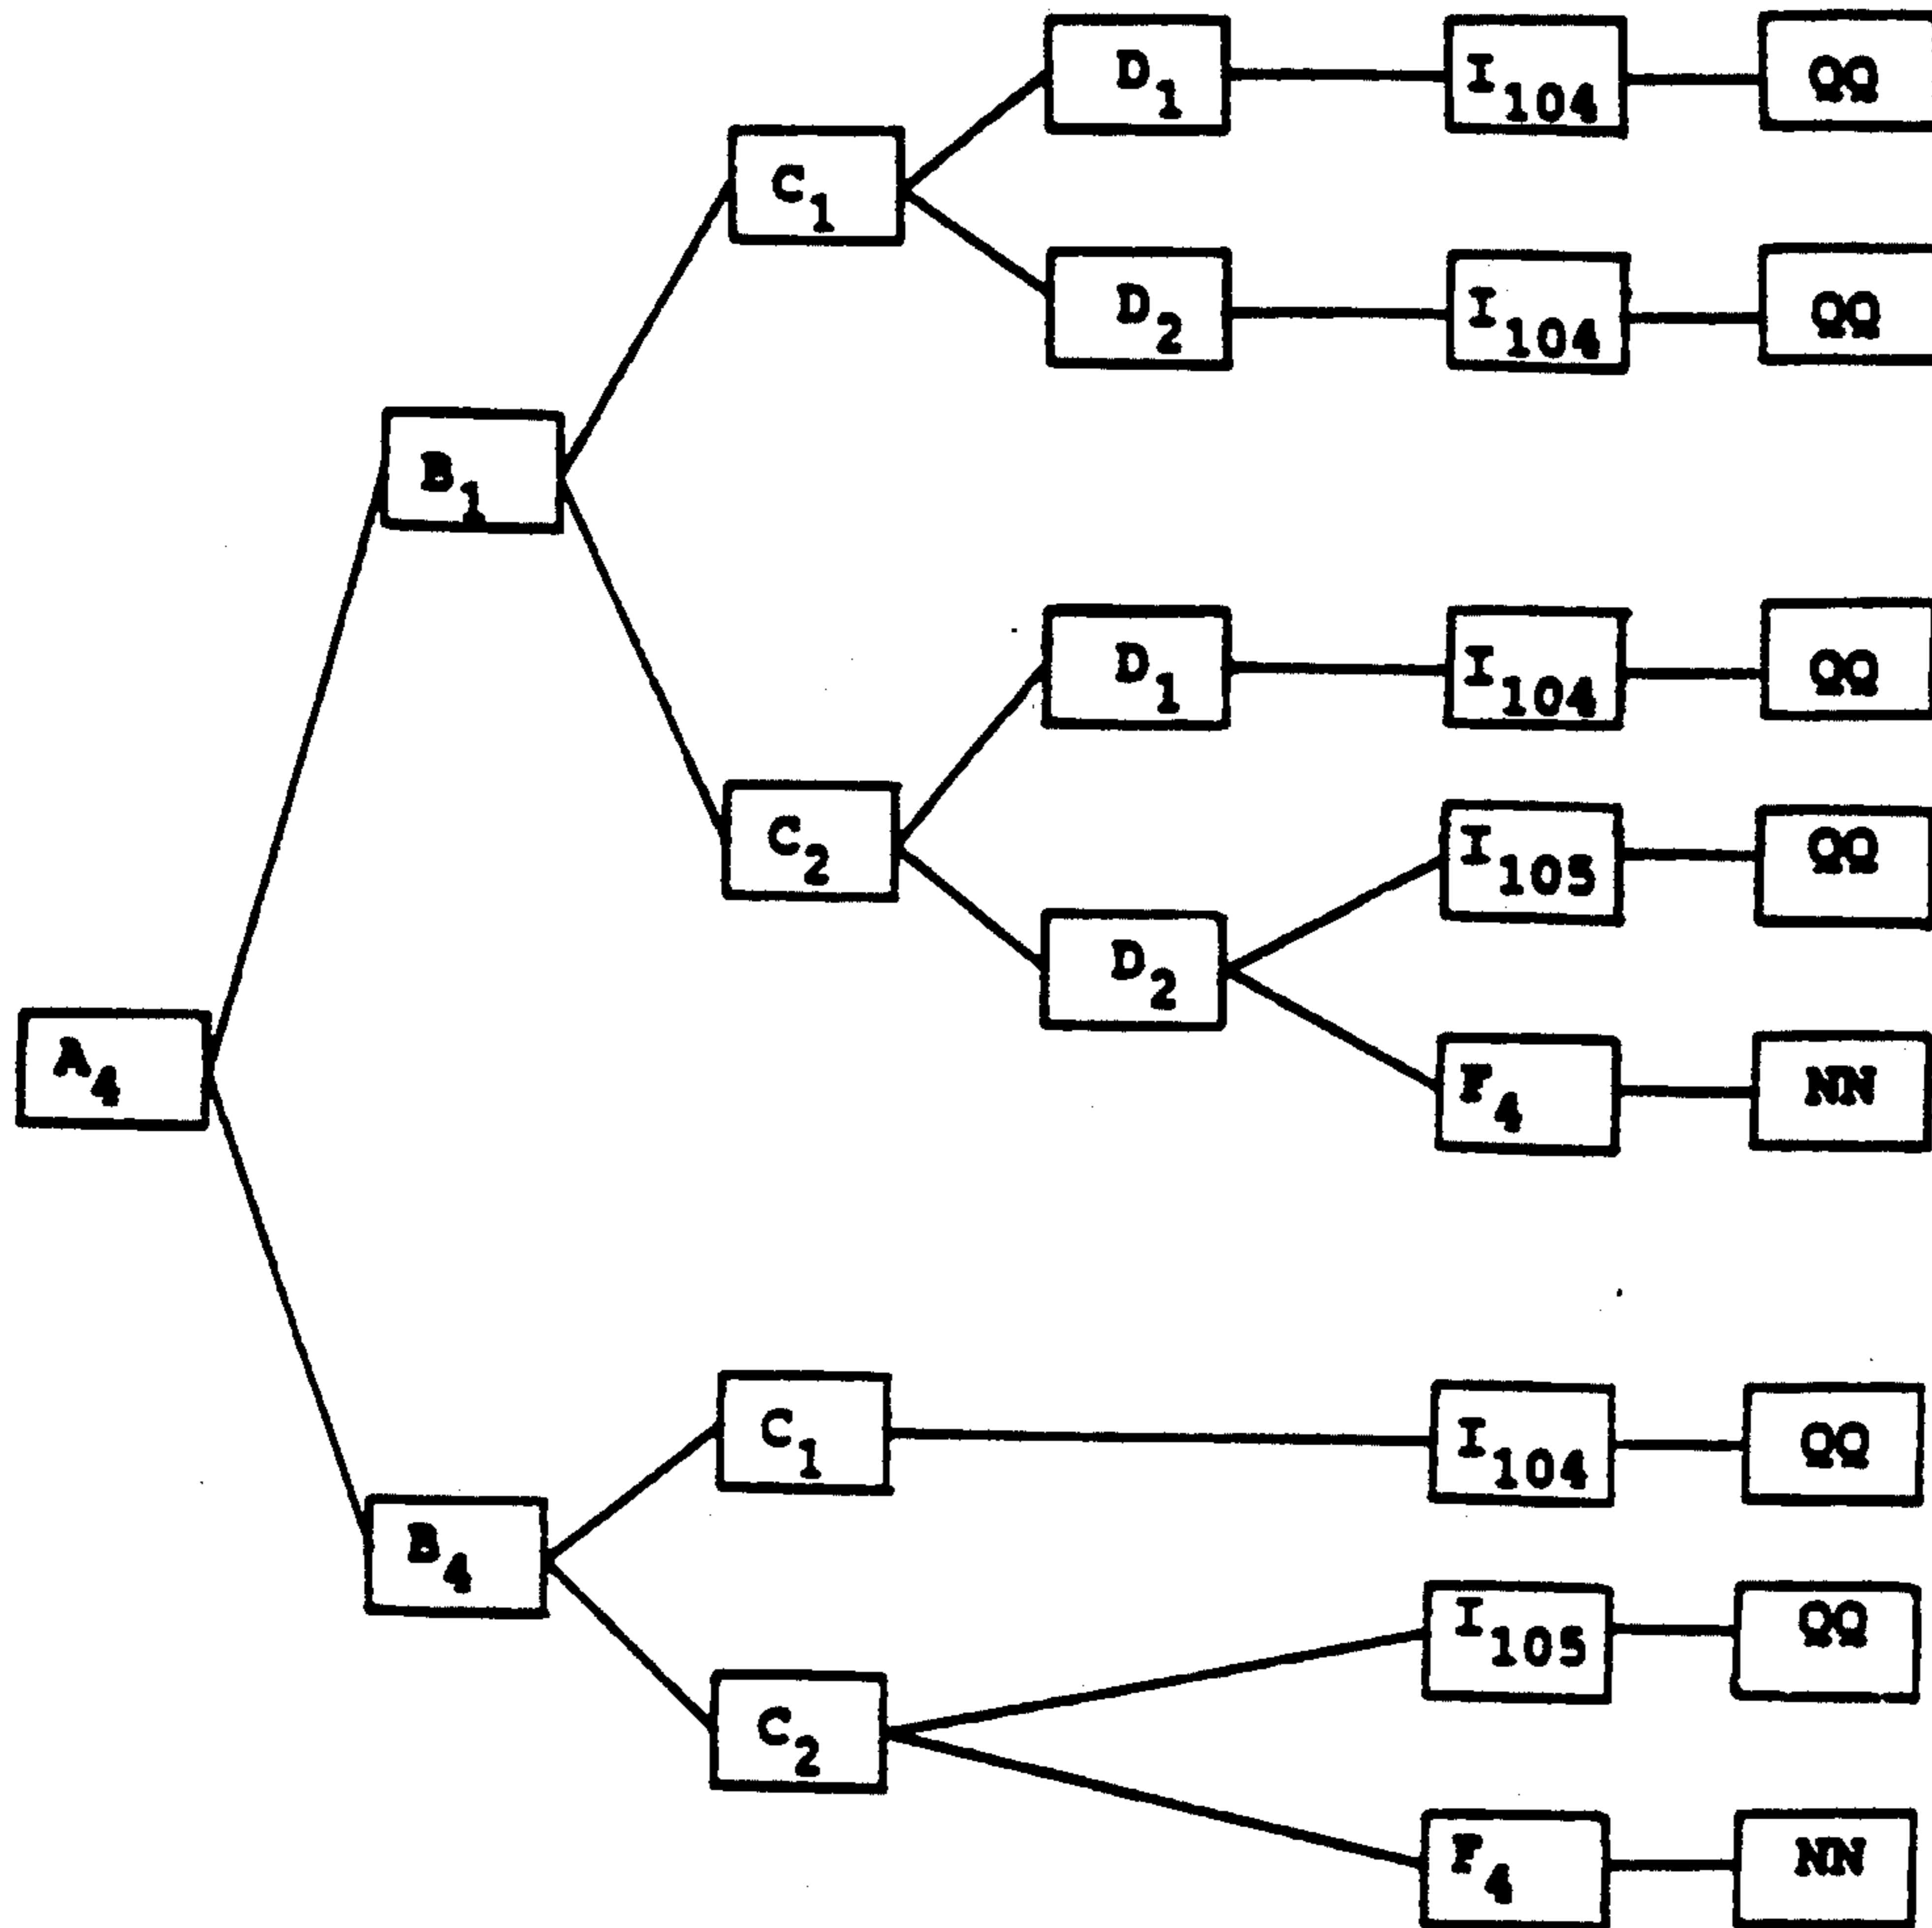 D1 I104 QQ
C1
D2 I104 QQ
B1
D1 I104 QQ
C2
I105 QQ
D2
A4
F4 NN
C1 I104 QQ
B4
I105 QQ
C2
F4 NN